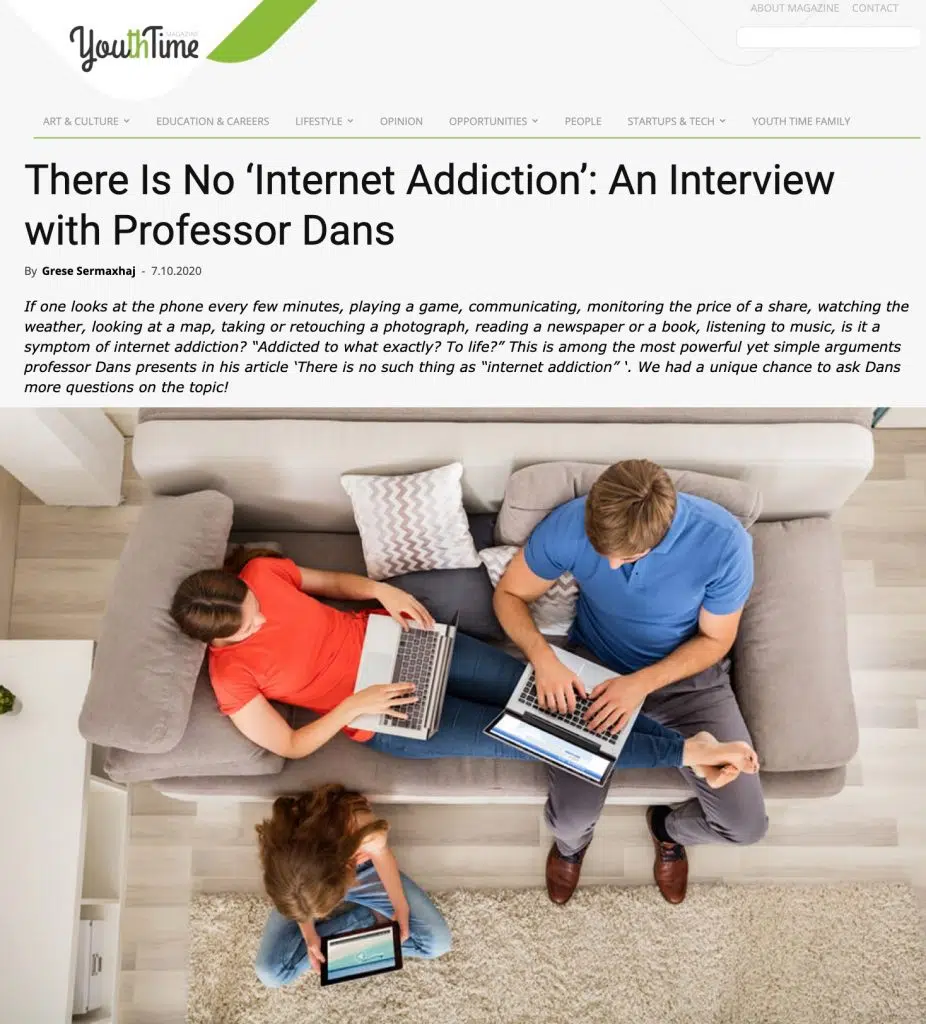 ABOUT MAGAZINE CONTACT
MAGAZINE
YouthTime
ART & CULTURE EDUCATION & CAREERS LIFESTYLE OPINION OPPORTUNITIES PEOPLE STARTUPS & TECH YOUTH TIME FAMILY
There Is No ‘Internet Addiction’: An Interview
with Professor Dans
By Grese Sermaxhaj - 7.10.2020
If one looks at the phone every few minutes, playing a game, communicating, monitoring the price of a share, watching the
weather, looking at a map, taking or retouching a photograph, reading a newspaper or a book, listening to music, is it a
symptom of internet addiction? “Addicted to what exactly? To life?” This is among the most powerful yet simple arguments
professor Dans presents in his article ‘There is no such thing as “internet addiction” ‘. We had a unique chance to ask Dans
more questions on the topic!